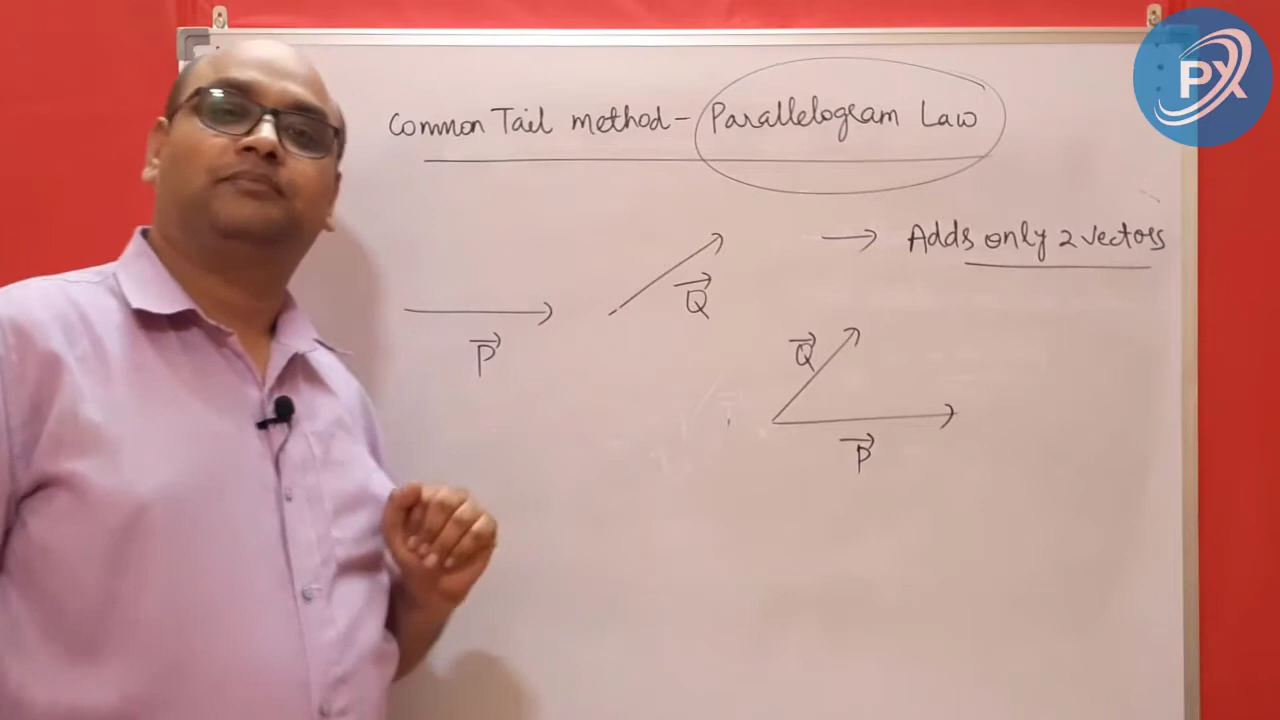 PX
Common Tail method - Parallelogram Law
→ Adds only 2 vectors
Q
P
Q
P